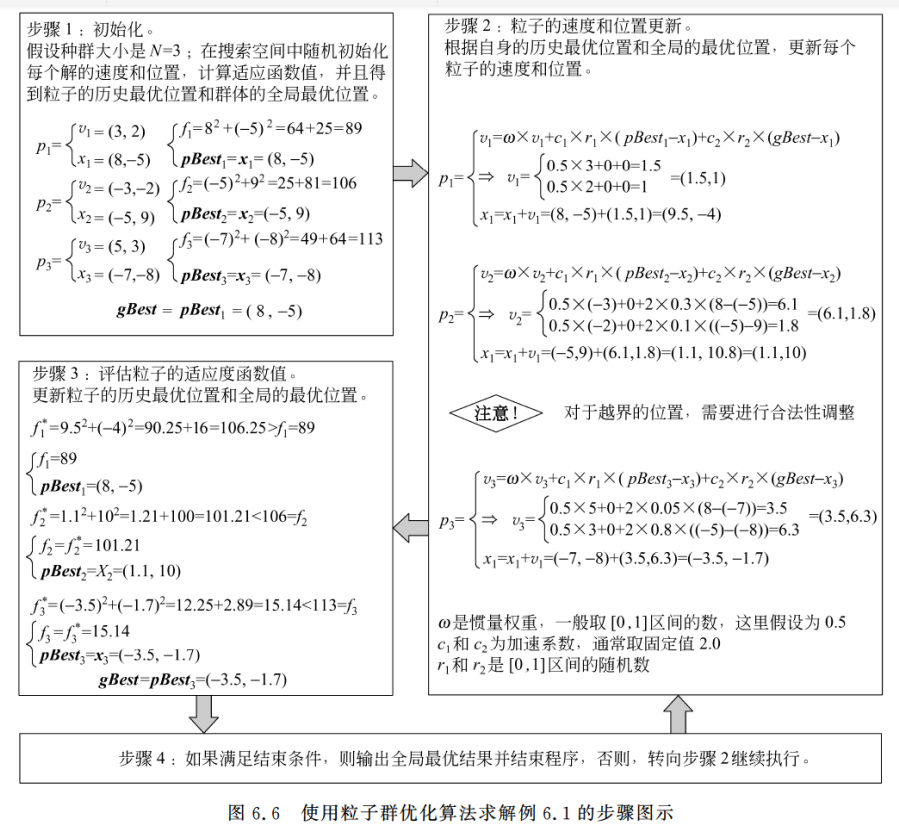 步骤 1：初始化。
假设种群大小是 N=3；在搜索空间中随机初始化
每个解的速度和位置，计算适应函数值，并且得
到粒子的历史最优位置和群体的全局最优位置。
p₁={v₁= (3, 2) {f₁=8²+(−5)²=64+25=89
x₁= (8,−5) pBest₁=x₁= (8, −5)
p₂={v₂= (−3,−2) {f₂=(−5)²+9²=25+81=106
x₂= (−5, 9) pBest₂=x₂=(−5, 9)
p₃={v₃= (5, 3) {f₃=(−7)²+ (−8)²=49+64=113
x₃= (−7,−8) pBest₃=x₃= (−7, −8)
gBest = pBest₁ = ( 8 , −5)
步骤 2：粒子的速度和位置更新。
根据自身的历史最优位置和全局的最优位置，更新每个
粒子的速度和位置。
v₁=ω×v₁+c₁×r₁×( pBest₁−x₁)+c₂×r₂×(gBest−x₁)
p₁={⇒ v₁={0.5×3+0+0=1.5
0.5×2+0+0=1 =(1.5,1)
x₁=x₁+v₁=(8, −5)+(1.5,1)=(9.5, −4)
v₂=ω×v₂+c₁×r₁×( pBest₂−x₂)+c₂×r₂×(gBest−x₂)
p₂={⇒ v₂={0.5×(−3)+0+2×0.3×(8−(−5))=6.1
0.5×(−2)+0+2×0.1×((−5)−9)=1.8 =(6.1,1.8)
x₁=x₁+v₁=(−5,9)+(6.1,1.8)=(1.1, 10.8)=(1.1,10)
注意！ 对于越界的位置，需要进行合法性调整
v₃=ω×v₃+c₁×r₁×( pBest₃−x₃)+c₂×r₂×(gBest−x₃)
p₃={⇒ v₃={0.5×5+0+2×0.05×(8−(−7))=3.5
0.5×3+0+2×0.8×((−5)−(−8))=6.3 =(3.5,6.3)
x₁=x₁+v₁=(−7, −8)+(3.5,6.3)=(−3.5, −1.7)
ω是惯量权重，一般取 [0,1]区间的数，这里假设为 0.5
c₁和 c₂为加速系数，通常取固定值 2.0
r₁和 r₂是 [0,1]区间的随机数
步骤 3：评估粒子的适应度函数值。
更新粒子的历史最优位置和全局的最优位置。
f₁*=9.5²+(−4)²=90.25+16=106.25>f₁=89
{f₁=89
pBest₁=(8, −5)
f₂*=1.1²+10²=1.21+100=101.21<106=f₂
{f₂=f₂*=101.21
pBest₂=X₂=(1.1, 10)
f₃*=(−3.5)²+(−1.7)²=12.25+2.89=15.14<113=f₃
{f₃=f₃*=15.14
pBest₃=x₃=(−3.5, −1.7)
gBest=pBest₃=(−3.5, −1.7)
步骤 4：如果满足结束条件，则输出全局最优结果并结束程序，否则，转向步骤 2继续执行。
图 6.6 使用粒子群优化算法求解例 6.1 的步骤图示